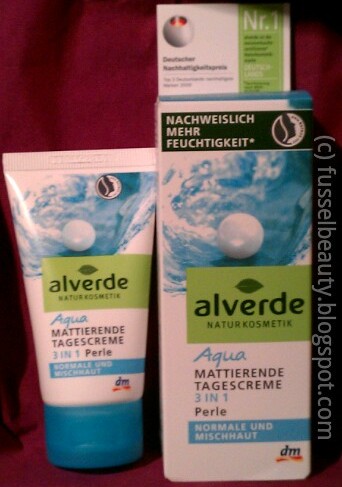 Nr.1
Deutscher
Nachhaltigkeitspreis
NACHWEISLICH
MEHR
FEUCHTIGKEIT*
alverde
NATURKOSMETIK
Aqua
MATTIERENDE
TAGESCREME
3 IN 1
Perle
NORMALE UND
MISCHHAUT
dm
alverde
NATURKOSMETIK
Aqua
MATTIERENDE
TAGESCREME
3 IN 1 Perle
NORMALE UND
MISCHHAUT
dm
(c) fusselbeauty.blogspot.com